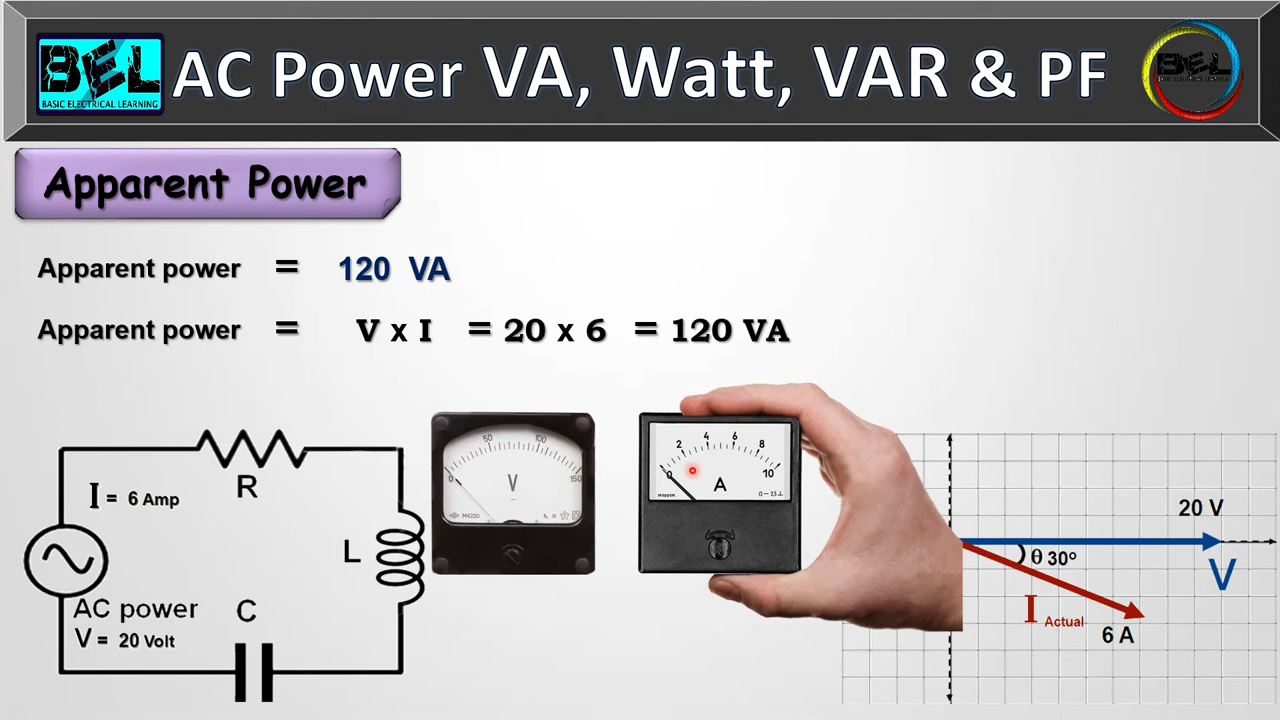 BEL
BASIC ELECTRICAL LEARNING
AC Power VA, Watt, VAR & PF
BEL
Apparent Power
Apparent power = 120 VA
Apparent power = V x I = 20 x 6 = 120 VA
R
I = 6 Amp
L
AC power
V = 20 Volt
C
0 50 100 150
V
M4200
0 2 4 6 8 10
A
20 V
θ 30°
V
I Actual
6 A